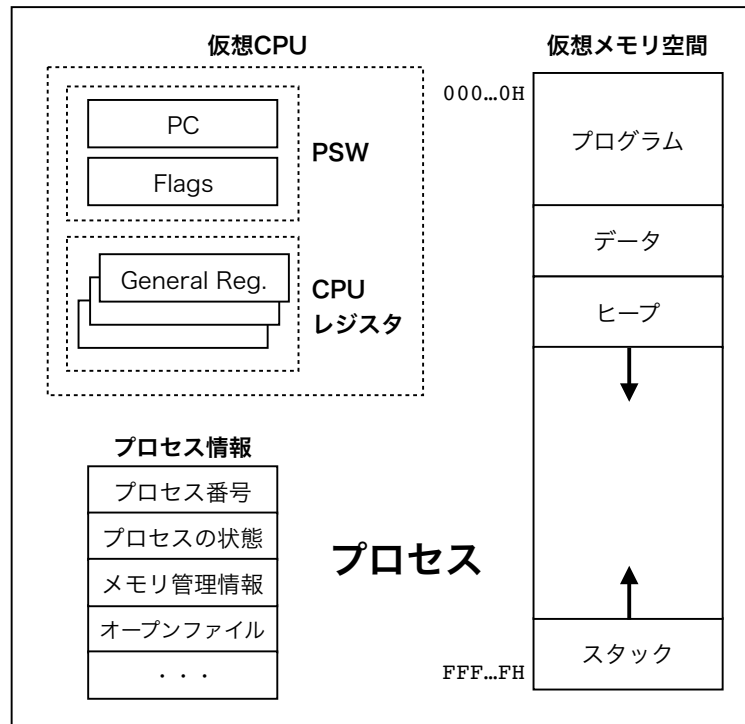 仮想CPU
PC
Flags
PSW
General Reg.
CPU
レジスタ
プロセス情報
プロセス番号
プロセスの状態
メモリ管理情報
オープンファイル
・・・
プロセス
仮想メモリ空間
000…0H
プログラム
データ
ヒープ
スタック
FFF…FH